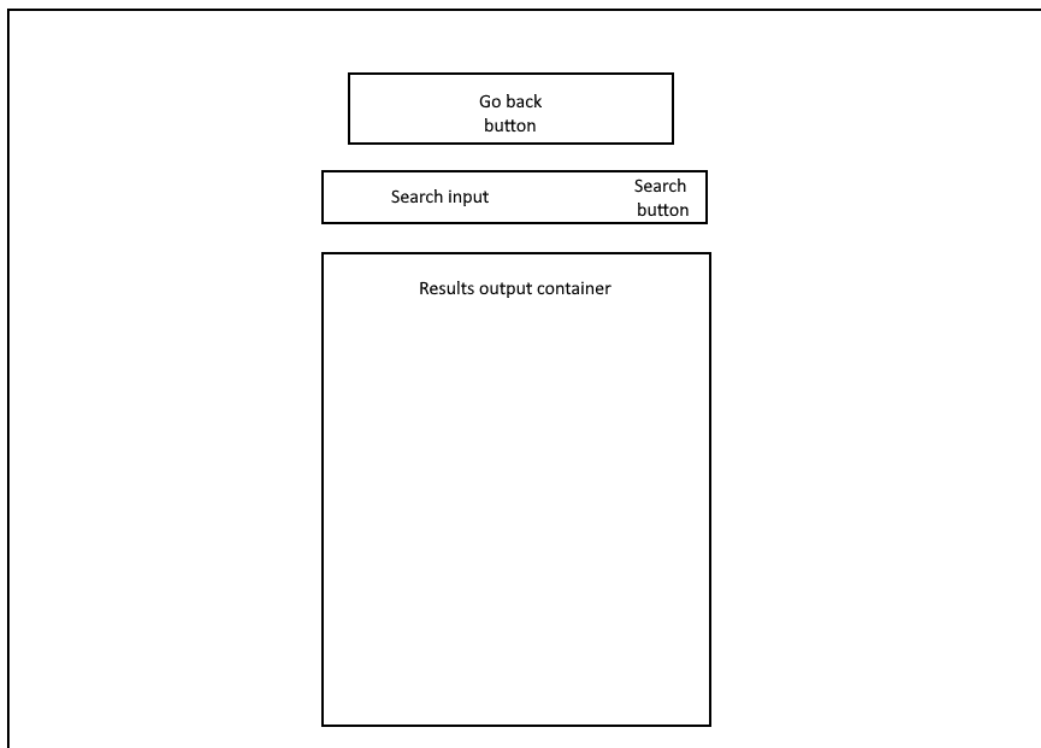 Go back
button
Search input
Search
button
Results output container